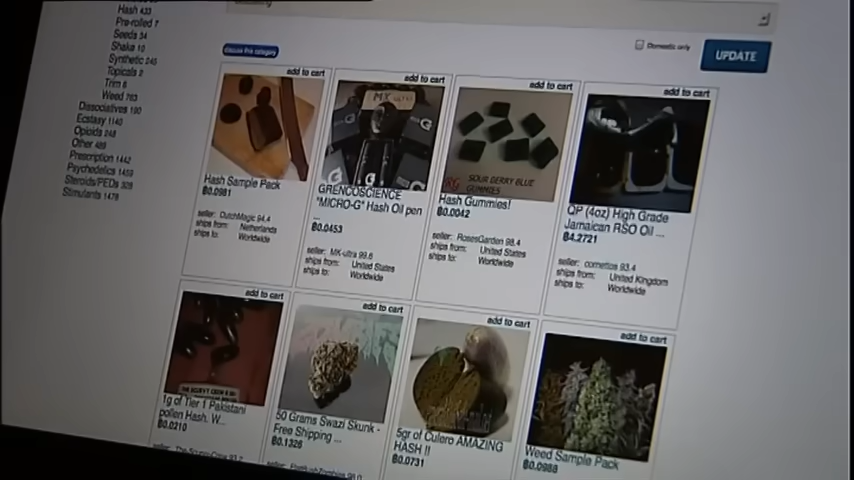 Hash 433
Pre-rolled 7
Seeds 34
Shake 10
Synthetic 245
Topicals 2
Trim 6
Weed 763
Dissociatives 190
Ecstasy 1140
Opioids 248
Other 489
Prescription 1442
Psychedelics 1459
Steroids/PEDs 309
Stimulants 1478
Domestic only
UPDATE
add to cart
add to cart
add to cart
add to cart
Hash Sample Pack
฿0.0981
seller: DutchMagic 94.4
ships from: Netherlands
ships to: Worldwide
GRENCOSCIENCE
"MICRO-G" Hash Oil pen
...
฿0.0453
seller: MK-ultra 99.6
ships from: United States
ships to: Worldwide
SOUR BERRY BLUE
GUMMIES
Hash Gummies!
฿0.0042
seller: RosesGarden 98.4
ships from: United States
ships to: Worldwide
QP (4oz) High Grade
Jamaican RSO Oil ...
฿4.2721
seller: cornettos 93.4
ships from: United Kingdom
ships to: Worldwide
add to cart
add to cart
add to cart
add to cart
1g of Tier 1 Pakistani
pollen Hash. W...
฿0.0210
50 Grams Swazi Skunk -
Free Shipping ...
฿0.1326
5gr of Culero AMAZING
HASH !!
฿0.0731
Weed Sample Pack
฿0.0988